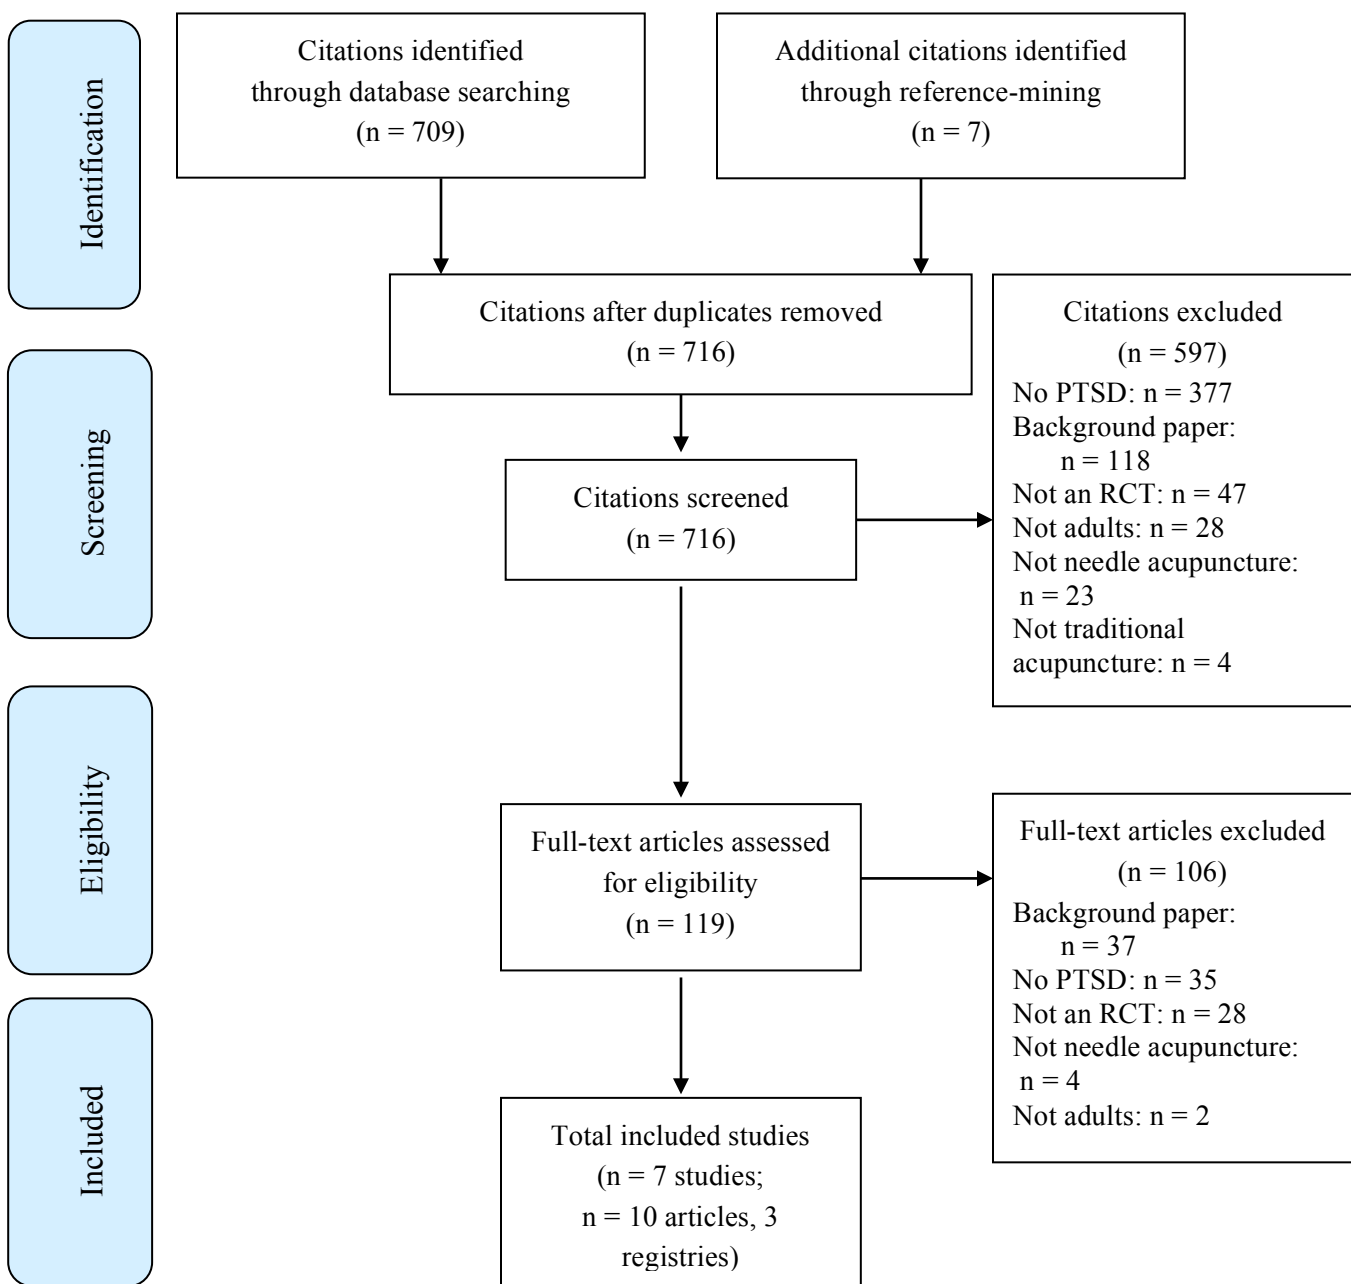 Identification
Citations identified
through database searching
(n = 709)
Additional citations identified
through reference-mining
(n = 7)
Citations after duplicates removed
(n = 716)
Screening
Citations screened
(n = 716)
Citations excluded
(n = 597)
No PTSD: n = 377
Background paper:
n = 118
Not an RCT: n = 47
Not adults: n = 28
Not needle acupuncture:
n = 23
Not traditional
acupuncture: n = 4
Eligibility
Full-text articles assessed
for eligibility
(n = 119)
Full-text articles excluded
(n = 106)
Background paper:
n = 37
No PTSD: n = 35
Not an RCT: n = 28
Not needle acupuncture:
n = 4
Not adults: n = 2
Included
Total included studies
(n = 7 studies;
n = 10 articles, 3
registries)